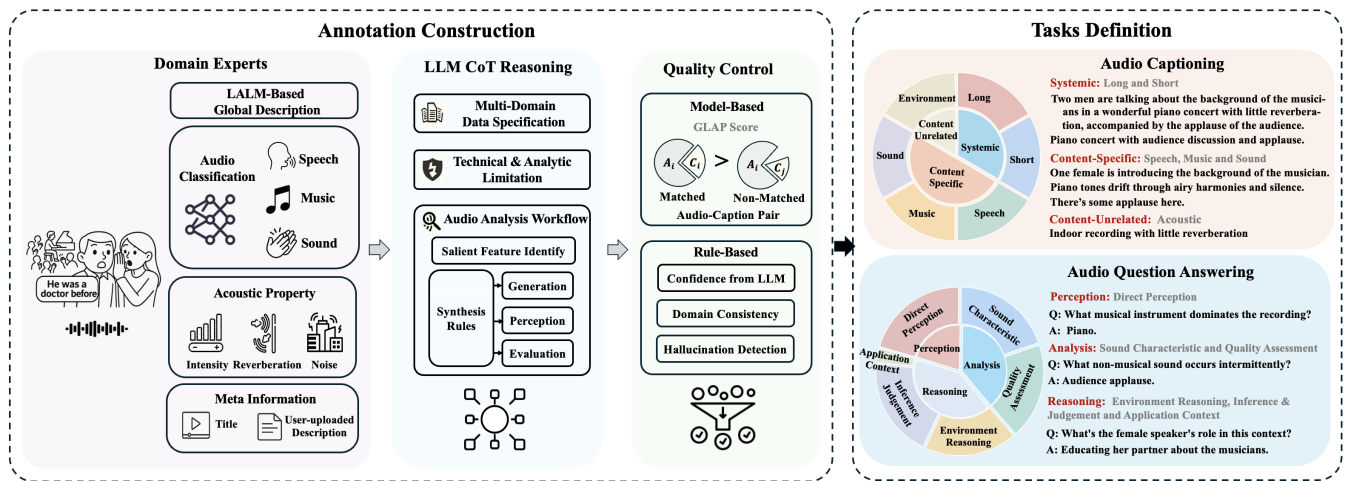 Annotation Construction
Domain Experts
LALM-Based
Global Description
Audio
Classification
Speech
Music
Sound
He was a
doctor before
Acoustic Property
Intensity
Reverberation
Noise
Meta Information
Title
User-uploaded
Description
LLM CoT Reasoning
Multi-Domain
Data Specification
Technical & Analytic
Limitation
Audio Analysis Workflow
Salient Feature Identify
Synthesis
Rules
Generation
Perception
Evaluation
Quality Control
Model-Based
GLAP Score
A_i C_i > A_i C_j
Matched
Non-Matched
Audio-Caption Pair
Rule-Based
Confidence from LLM
Domain Consistency
Hallucination Detection
Tasks Definition
Audio Captioning
Environment
Long
Content
Unrelated
Systemic
Sound
Short
Content
Specific
Music
Speech
Systemic: Long and Short
Two men are talking about the background of the musici-
ans in a wonderful piano concert with little reverbera-
tion, accompanied by the applause of the audience.
Piano concert with audience discussion and applause.
Content-Specific: Speech, Music and Sound
One female is introducing the background of the musician.
Piano tones drift through airy harmonies and silence.
There's some applause here.
Content-Unrelated: Acoustic
Indoor recording with little reverberation
Audio Question Answering
Direct
Perception
Sound
Characteristic
Perception
Analysis
Application
Context
Reasoning
Inference
Judgement
Quality
Assessment
Environment
Reasoning
Perception: Direct Perception
Q: What musical instrument dominates the recording?
A: Piano.
Analysis: Sound Characteristic and Quality Assessment
Q: What non-musical sound occurs intermittently?
A: Audience applause.
Reasoning: Environment Reasoning, Inference &
Judgement and Application Context
Q: What's the female speaker's role in this context?
A: Educating her partner about the musicians.